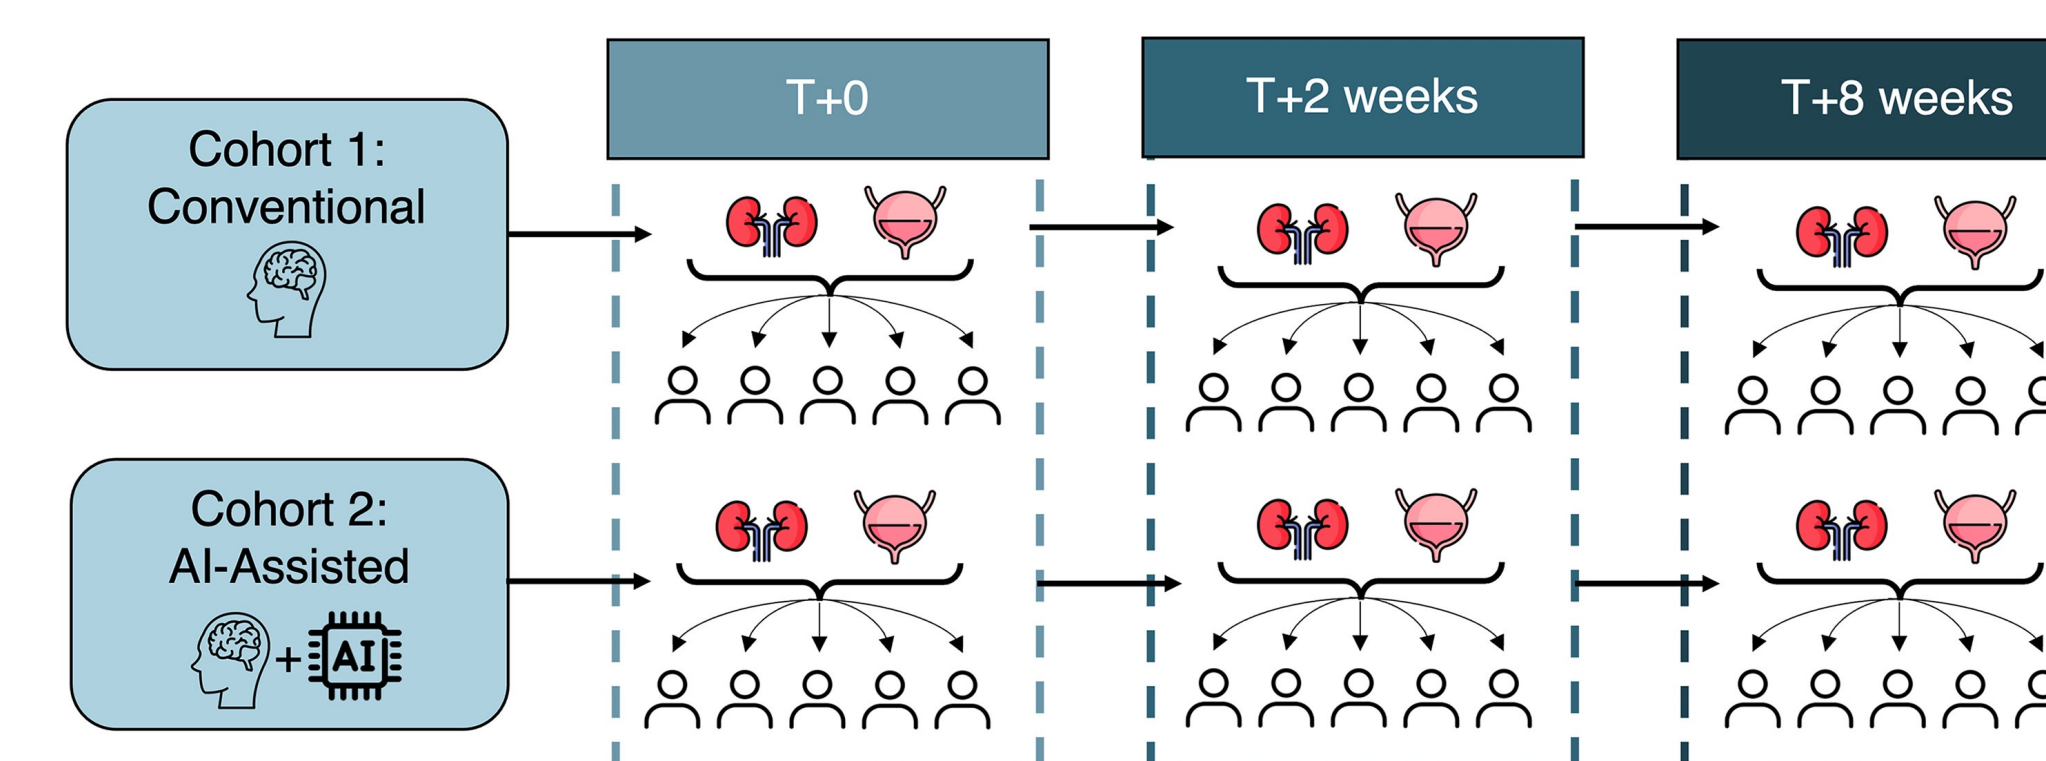 T+0
T+2 weeks
T+8 weeks
Cohort 1:
Conventional
Cohort 2:
AI-Assisted
+
AI